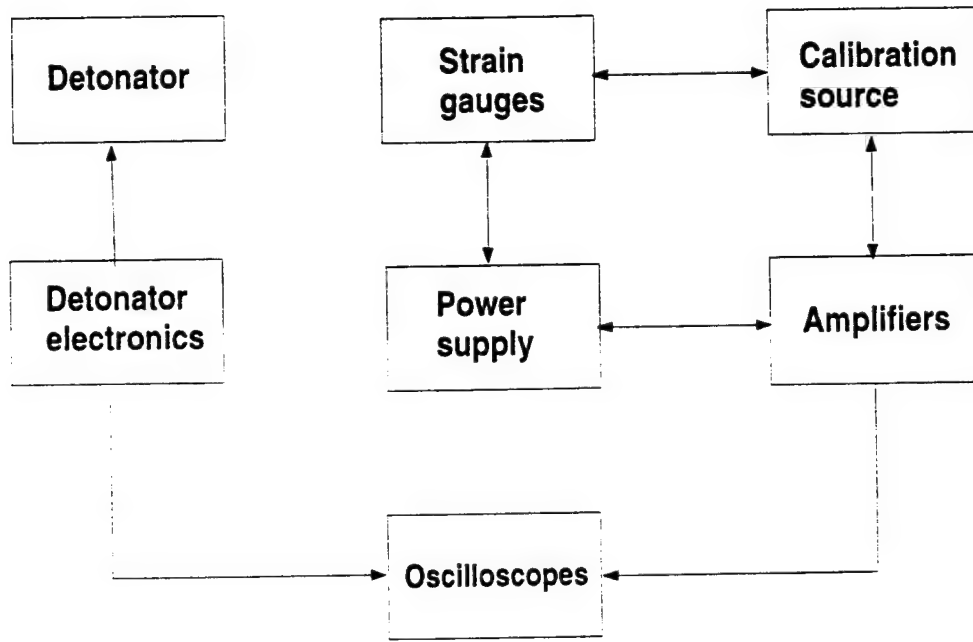 Detonator
Strain
gauges
Calibration
source
Detonator
electronics
Power
supply
Amplifiers
Oscilloscopes